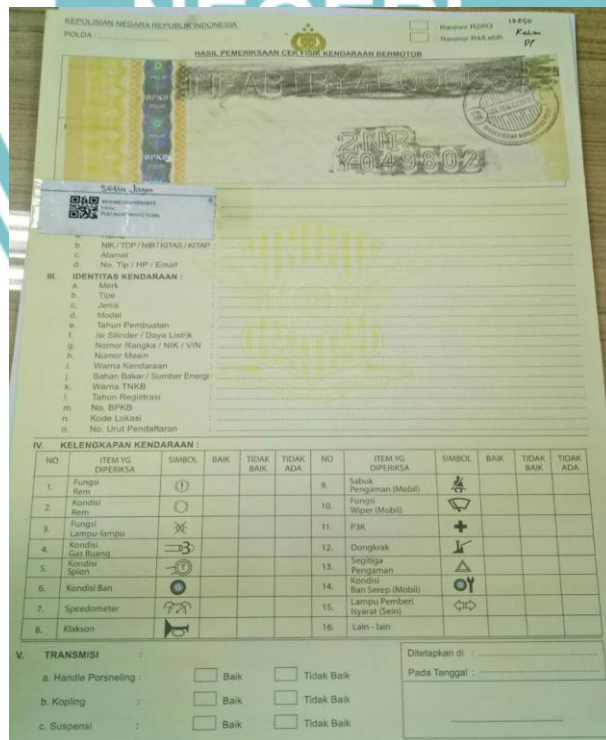 NEGERI
KEPOLISIAN NEGARA REPUBLIK INDONESIA
POLDA :
Ranmor R2/R3
Ranmor R4/Lebih
HASIL PEMERIKSAAN CEK FISIK KENDARAAN BERMOTOR
BPKB
BPKB
2NR
Y049802
Setia Jaya
b. NIK / TDP / NIB / KITAS / KITAP :
c. Alamat :
d. No. Tlp / HP / Email :
III. IDENTITAS KENDARAAN :
a. Merk :
b. Tipe :
c. Jenis :
d. Model :
e. Tahun Pembuatan :
f. Isi Silinder / Daya Listrik :
g. Nomor Rangka / NIK / VIN :
h. Nomor Mesin :
i. Warna Kendaraan :
j. Bahan Bakar / Sumber Energi :
k. Warna TNKB :
l. Tahun Registrasi :
m. No. BPKB :
n. Kode Lokasi :
o. No. Urut Pendaftaran :
IV. KELENGKAPAN KENDARAAN :
NO ITEM YG DIPERIKSA SIMBOL BAIK TIDAK BAIK TIDAK ADA NO ITEM YG DIPERIKSA SIMBOL BAIK TIDAK BAIK TIDAK ADA
1. Fungsi Rem 9. Sabuk Pengaman (Mobil)
2. Kondisi Rem 10. Fungsi Wiper (Mobil)
3. Fungsi Lampu-lampu 11. P3K
4. Kondisi Gas Buang 12. Dongkrak
5. Kondisi Spion 13. Segitiga Pengaman
6. Kondisi Ban 14. Kondisi Ban Serep (Mobil)
7. Speedometer 15. Lampu Pemberi Isyarat (Sein)
8. Klakson 16. Lain - lain
V. TRANSMISI :
a. Handle Porsneling : Baik Tidak Baik
b. Kopling : Baik Tidak Baik
c. Suspensi : Baik Tidak Baik
Ditetapkan di :
Pada Tanggal :